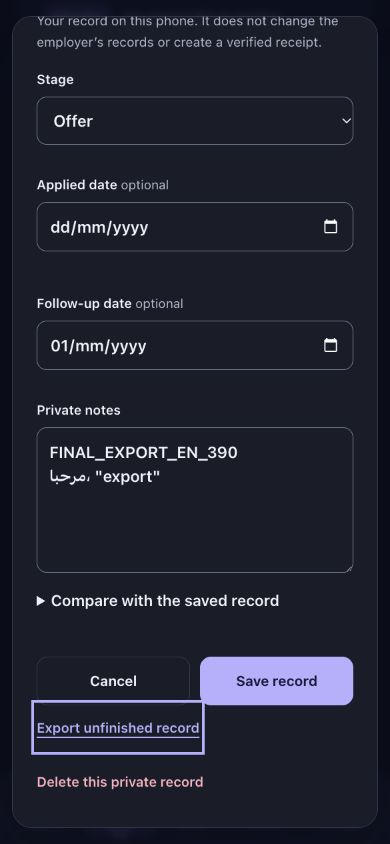 Your record on this phone. It does not change the
employer’s records or create a verified receipt.
Stage
Offer
Applied date optional
dd/mm/yyyy
Follow-up date optional
01/mm/yyyy
Private notes
FINAL_EXPORT_EN_390
مرحبا، "export"
Compare with the saved record
Cancel
Save record
Export unfinished record
Delete this private record